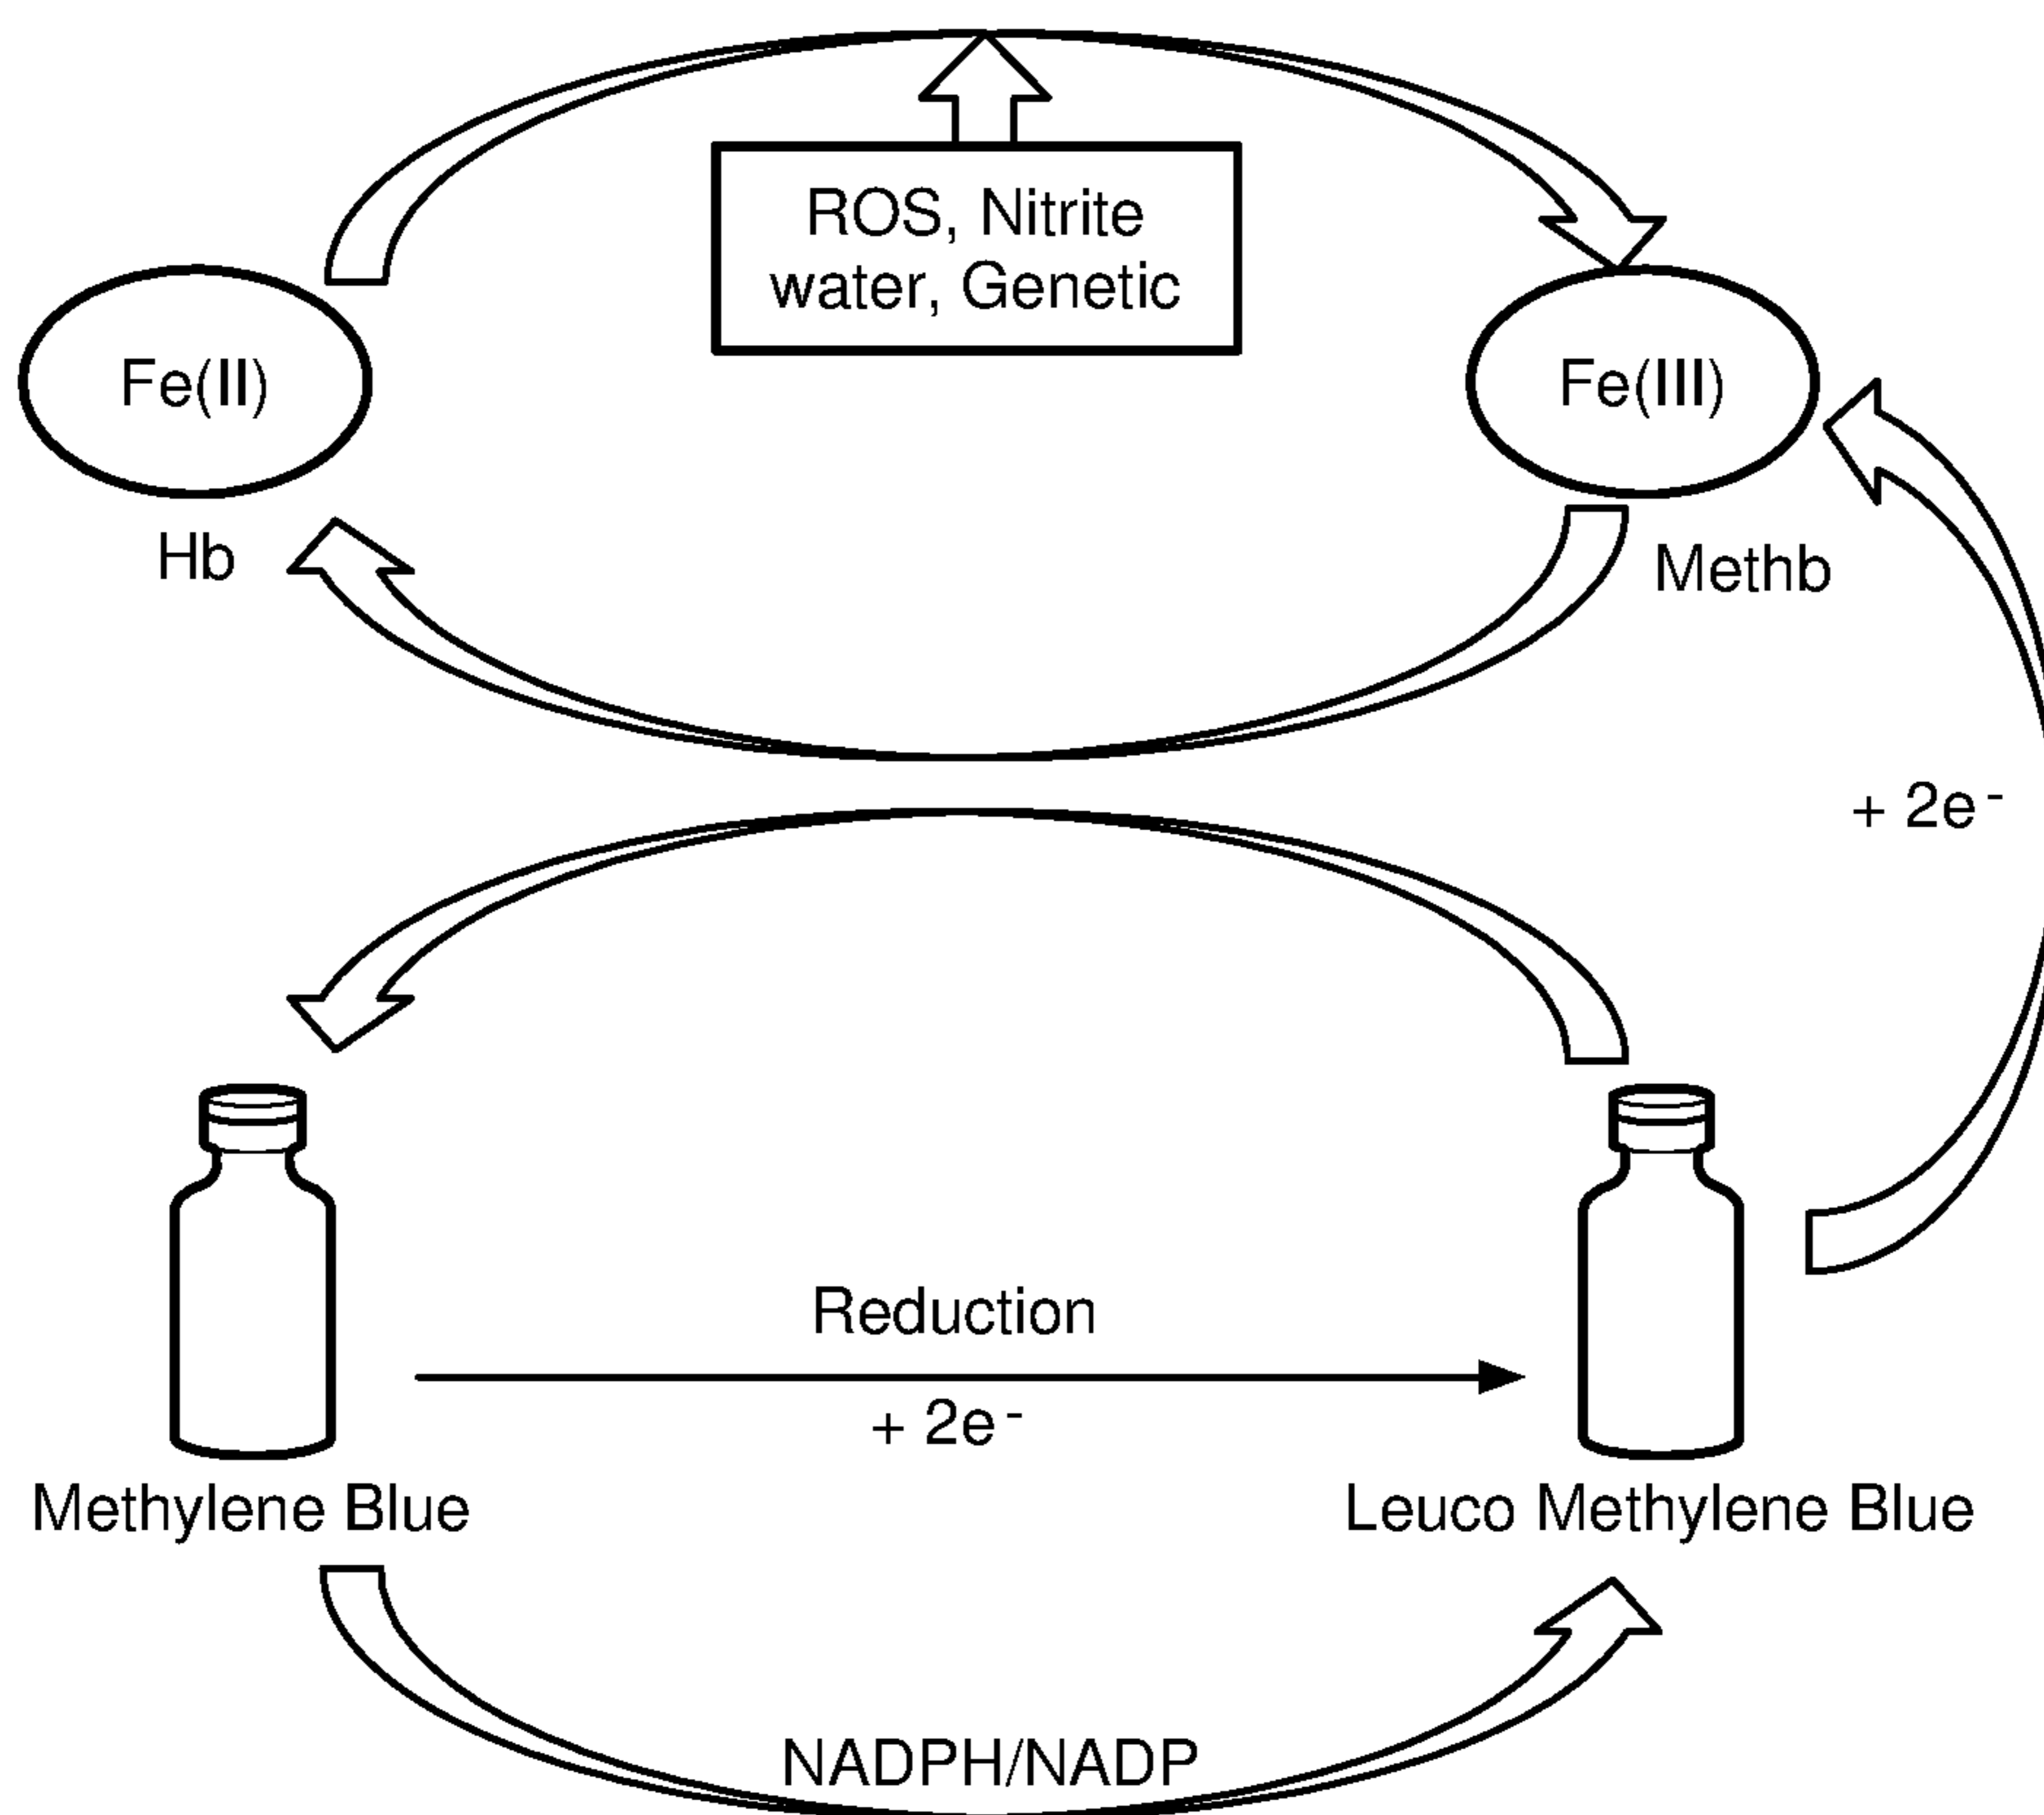 ROS, Nitrite
water, Genetic
Fe(II)
Fe(III)
Hb
Methb
+ 2e-
Reduction
+ 2e-
Methylene Blue
Leuco Methylene Blue
NADPH/NADP